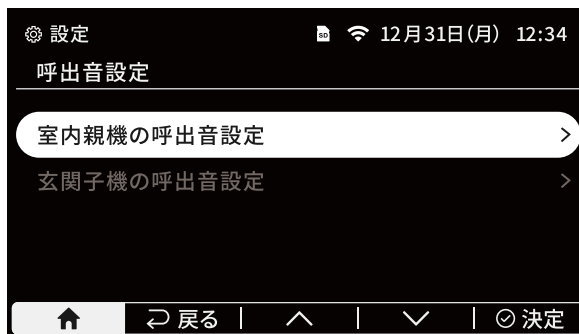 設定 SD 12月31日(月) 12:34
呼出音設定
室内親機の呼出音設定
玄関子機の呼出音設定
戻る 決定